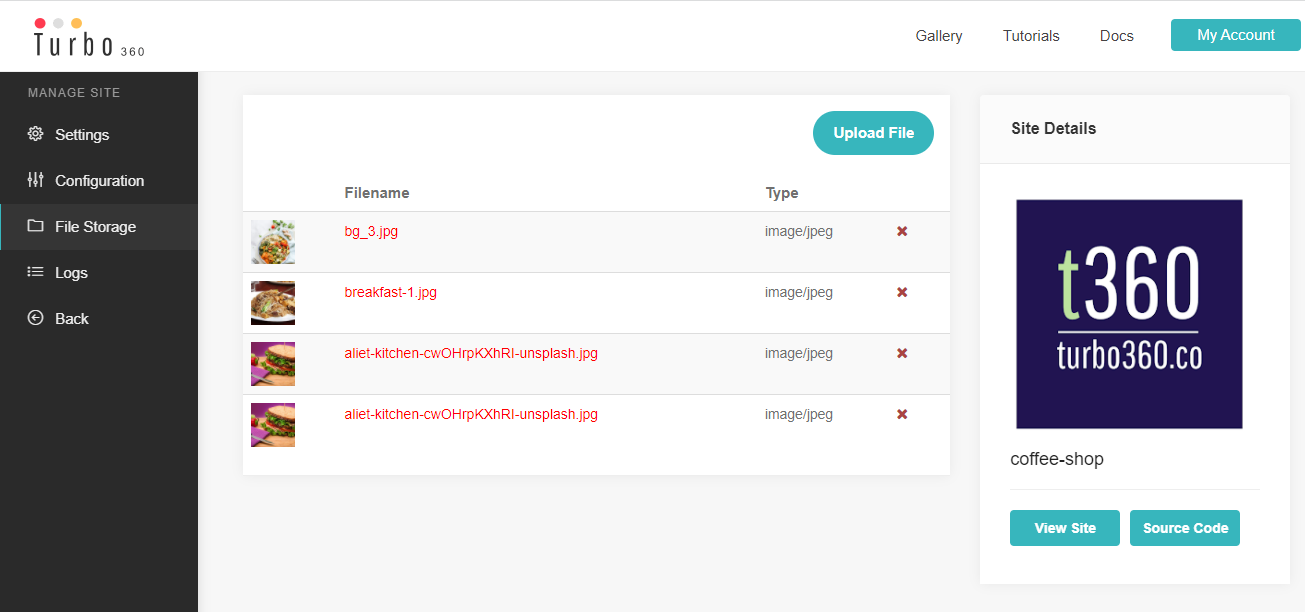 Turbo 360
Gallery Tutorials Docs My Account
MANAGE SITE
Settings
Configuration
File Storage
Logs
Back
Upload File
Filename Type
bg_3.jpg image/jpeg
breakfast-1.jpg image/jpeg
aliet-kitchen-cwOHrpKXhRI-unsplash.jpg image/jpeg
aliet-kitchen-cwOHrpKXhRI-unsplash.jpg image/jpeg
Site Details
t360
turbo360.co
coffee-shop
View Site Source Code